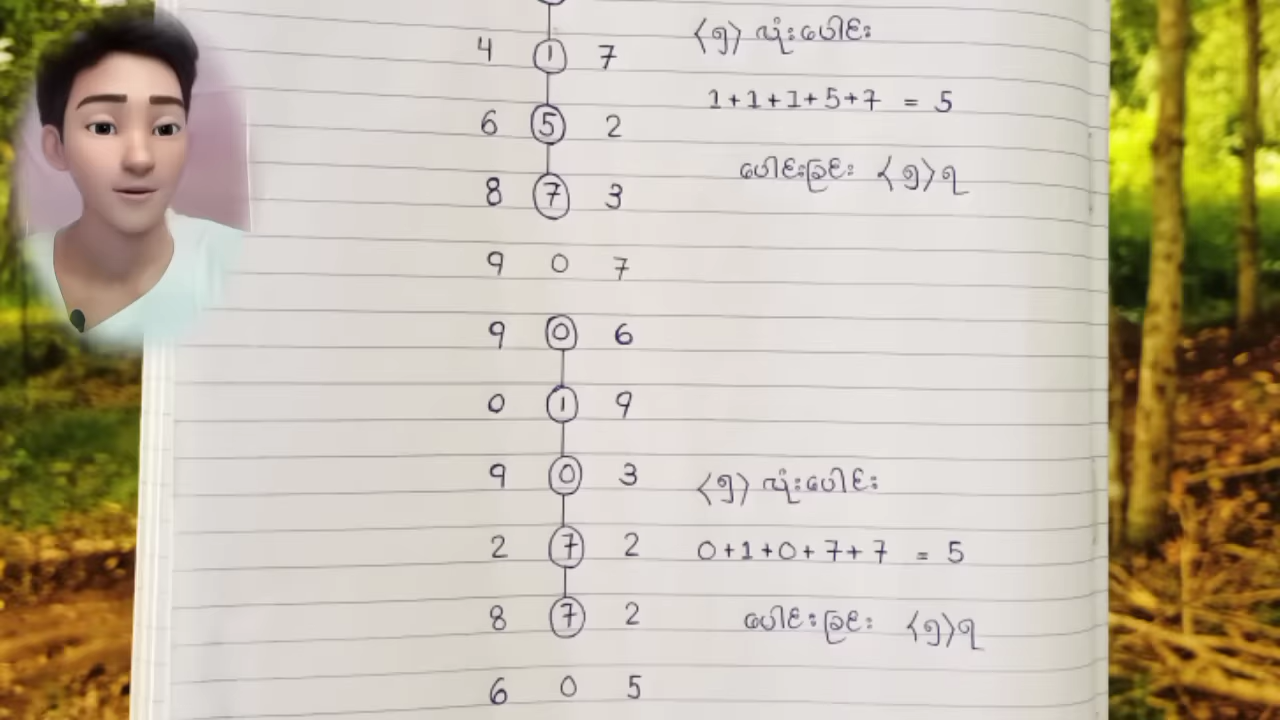 4 1 7
⟨၅⟩ လုံးပေါင်း
1+1+1+5+7 = 5
6 5 2
ပေါင်းခြင်း ⟨၅⟩ရ
8 7 3
9 0 7
9 0 6
0 1 9
9 0 3
⟨၅⟩ လုံးပေါင်း
2 7 2
0+1+0+7+7 = 5
8 7 2
ပေါင်းခြင်း ⟨၅⟩ရ
6 0 5